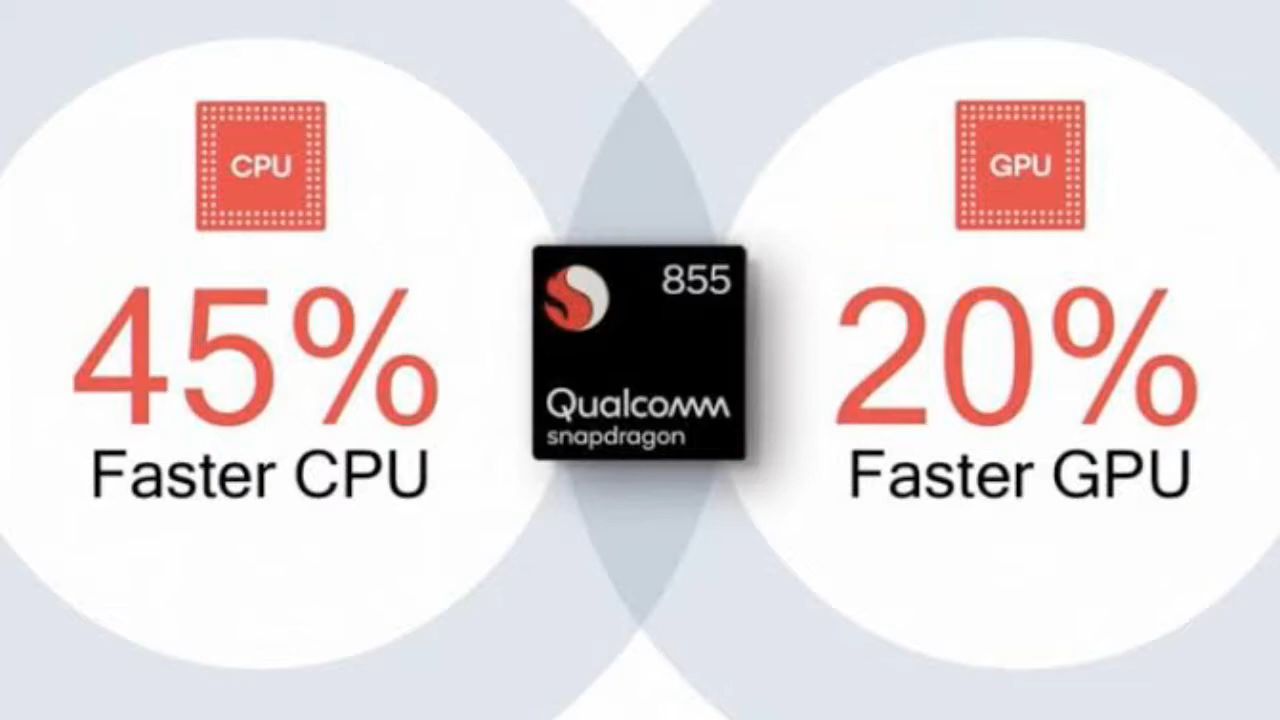 CPU
45%
Faster CPU
855
Qualcomm
snapdragon
GPU
20%
Faster GPU